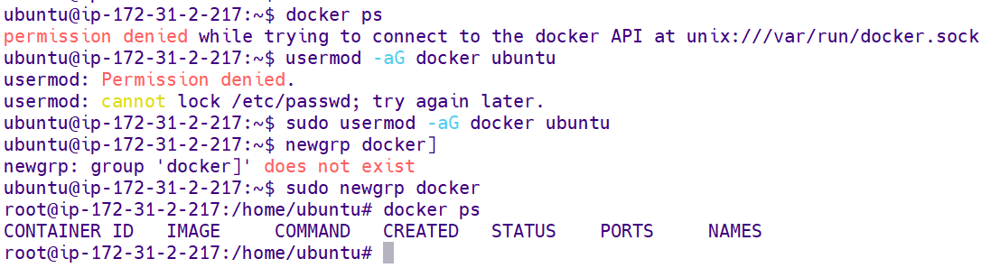 ubuntu@ip-172-31-2-217:~$ docker ps
permission denied while trying to connect to the docker API at unix:///var/run/docker.sock
ubuntu@ip-172-31-2-217:~$ usermod -aG docker ubuntu
usermod: Permission denied.
usermod: cannot lock /etc/passwd; try again later.
ubuntu@ip-172-31-2-217:~$ sudo usermod -aG docker ubuntu
ubuntu@ip-172-31-2-217:~$ newgrp docker]
newgrp: group 'docker]' does not exist
ubuntu@ip-172-31-2-217:~$ sudo newgrp docker
root@ip-172-31-2-217:/home/ubuntu# docker ps
CONTAINER ID   IMAGE     COMMAND   CREATED   STATUS    PORTS     NAMES
root@ip-172-31-2-217:/home/ubuntu#